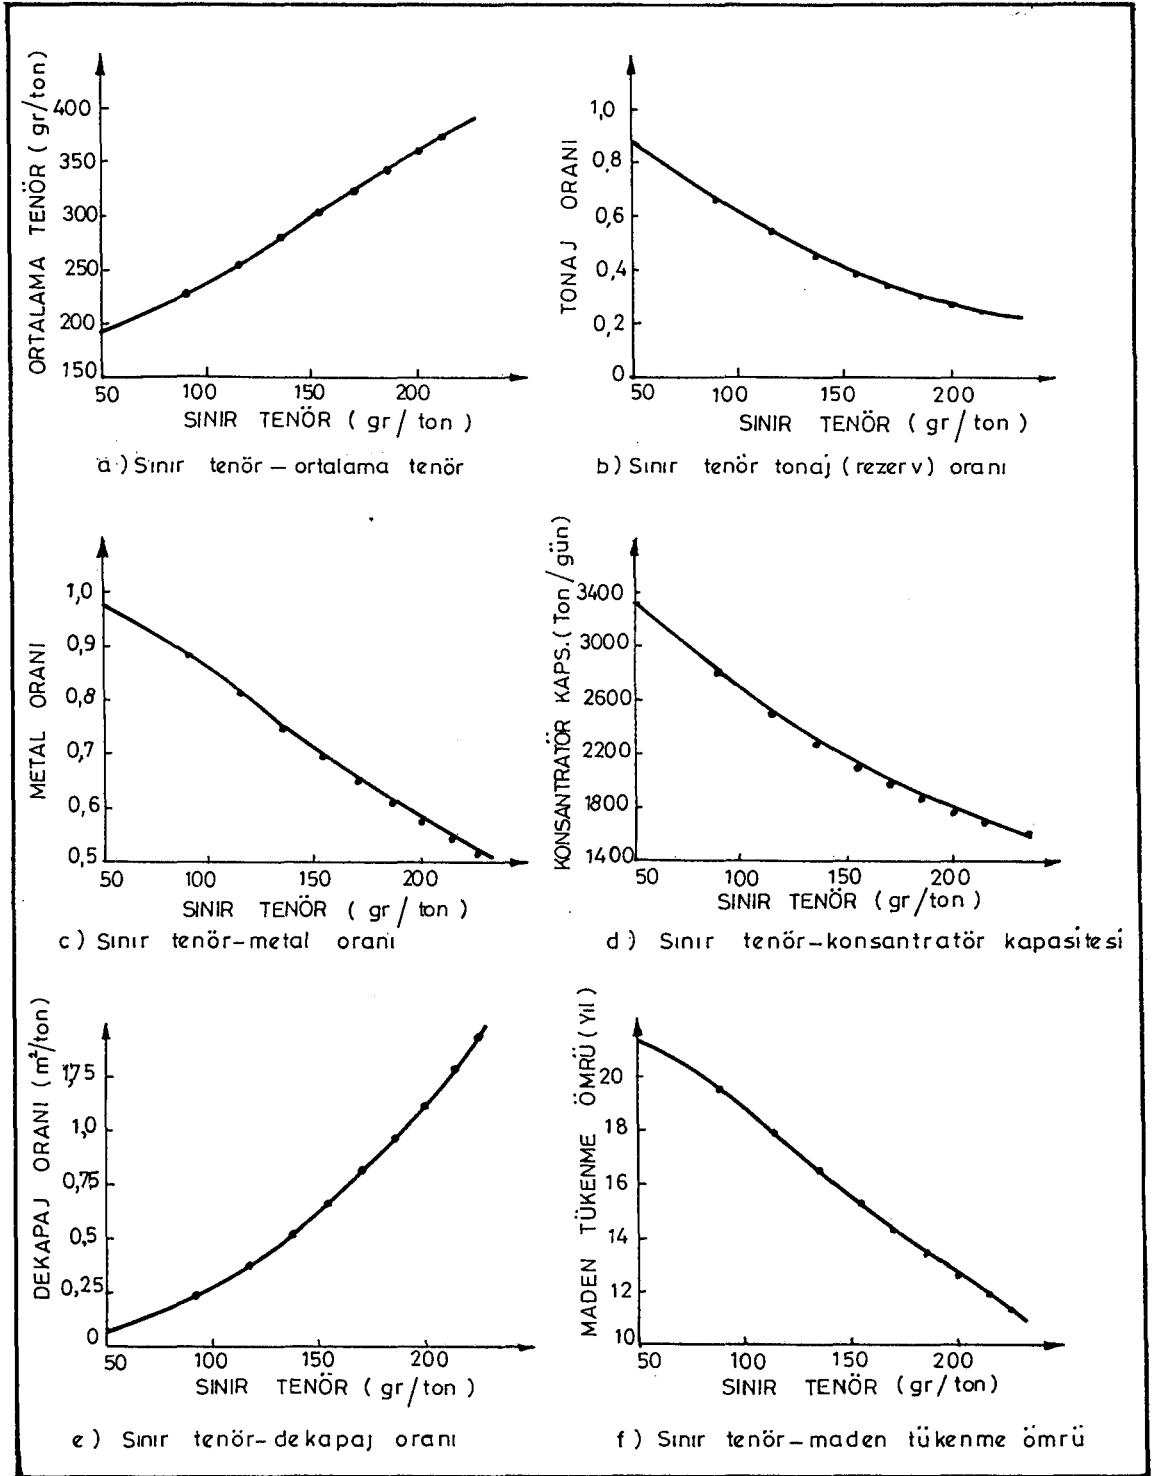 ORTALAMA TENÖR ( gr/ton)
400
350
300
250
200
150
50 100 150 200
SINIR TENÖR ( gr/ ton )
a ) Sınır tenör – ortalama tenör
TONAJ ORANI
1,0
0,8
0,6
0,4
0,2
0
50 100 150 200
SINIR TENÖR ( gr/ton )
b ) Sınır tenör tonaj ( rezerv) oranı
METAL ORANI
1,0
0,9
0,8
0,7
0,6
0,5
50 100 150 200
SINIR TENÖR ( gr/ ton )
c ) Sınır tenör-metal oranı
KONSANTRATÖR KAPS.( Ton/gün)
3400
3000
2600
2200
1800
1400
50 100 150 200
SINIR TENÖR ( gr/ton )
d ) Sınır tenör-konsantratör kapasitesi
DEKAPAJ ORANI ( m²/ton)
1,75
1,0
0,75
0,5
0,25
0
50 100 150 200
SINIR TENÖR ( gr/ton )
e ) Sınır tenör-dekapaj oranı
MADEN TÜKENME ÖMRÜ ( Yıl )
20
18
16
14
12
10
50 100 150 200
SINIR TENÖR (gr/ton)
f ) Sınır tenör-maden tükenme ömrü